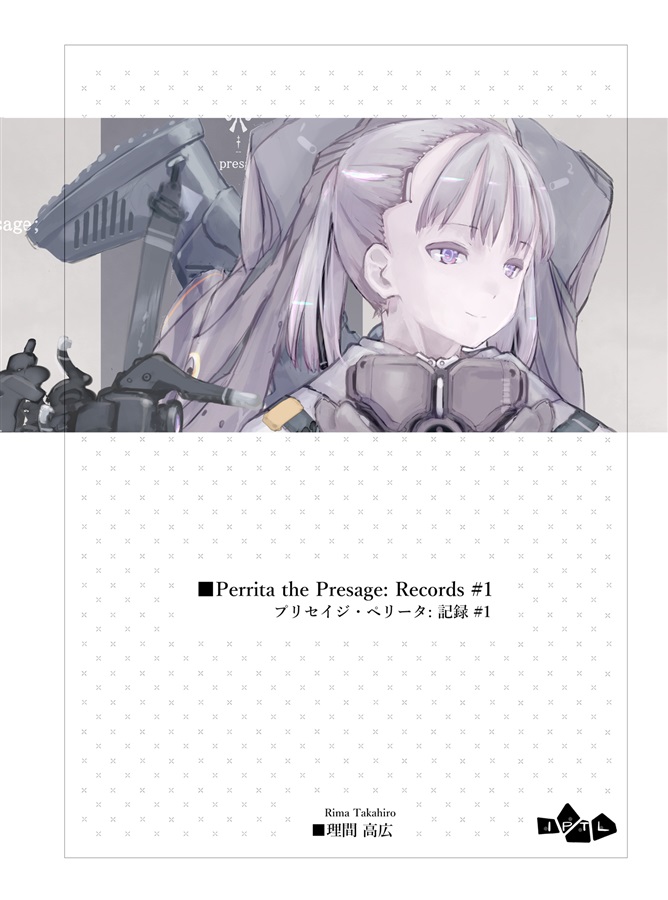 pres
sage;
■Perrita the Presage: Records #1
プリセイジ・ペリータ: 記録 #1
Rima Takahiro
■理間 高広
IPTL